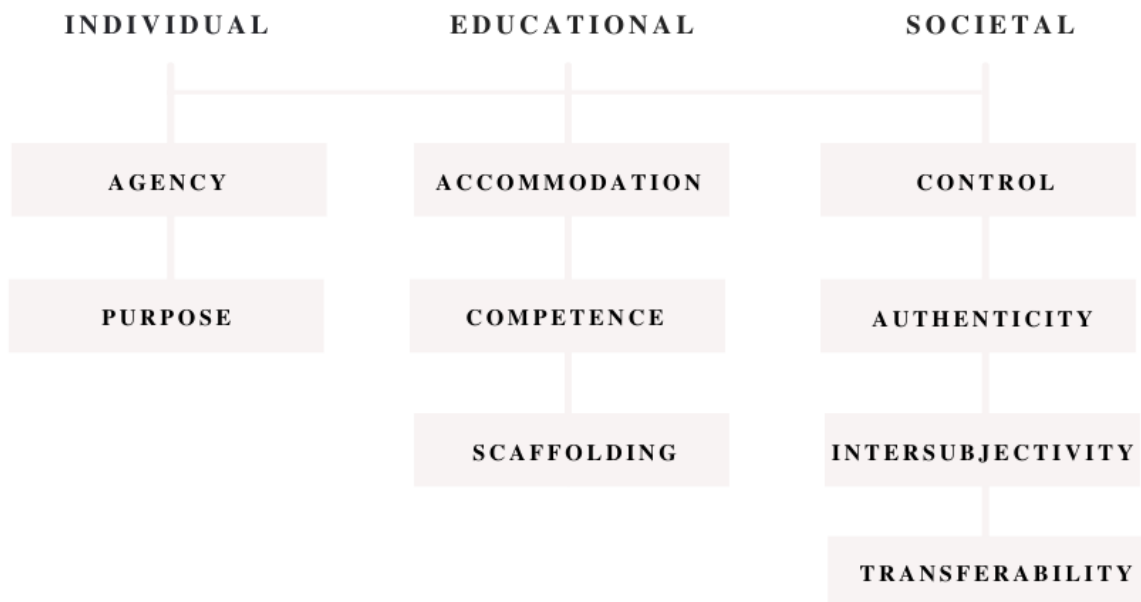 INDIVIDUAL
EDUCATIONAL
SOCIETAL
AGENCY
ACCOMMODATION
CONTROL
PURPOSE
COMPETENCE
AUTHENTICITY
SCAFFOLDING
INTERSUBJECTIVITY
TRANSFERABILITY